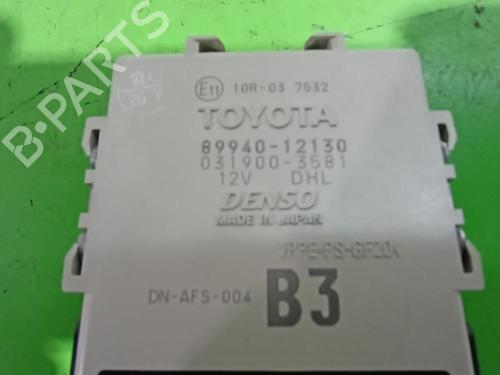 E11 10R-03 7532
TOYOTA
89940-12130
031900-3581
12V DHL
DENSO
MADE IN JAPAN
>PPE+PS-GF20<
DN-AFS-004
B3
B PARTS